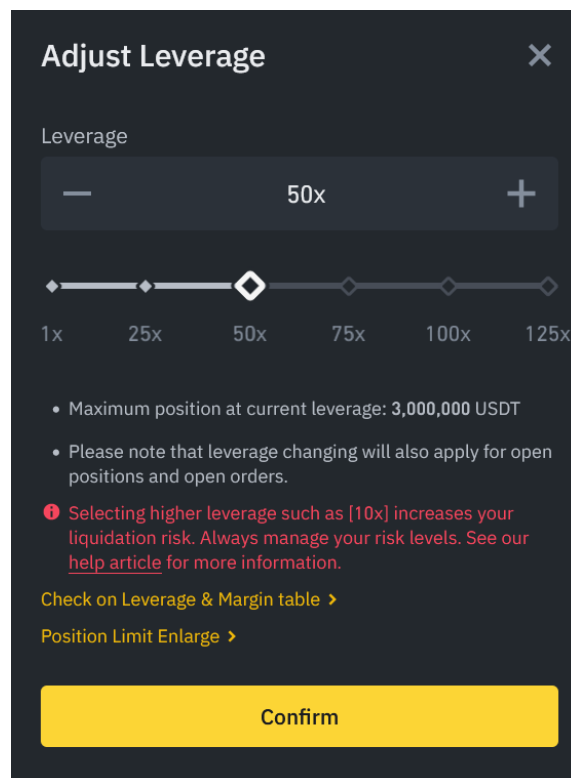 Adjust Leverage
Leverage
50x
1x 25x 50x 75x 100x 125x
• Maximum position at current leverage: 3,000,000 USDT
• Please note that leverage changing will also apply for open
positions and open orders.
Selecting higher leverage such as [10x] increases your
liquidation risk. Always manage your risk levels. See our
help article for more information.
Check on Leverage & Margin table >
Position Limit Enlarge >
Confirm